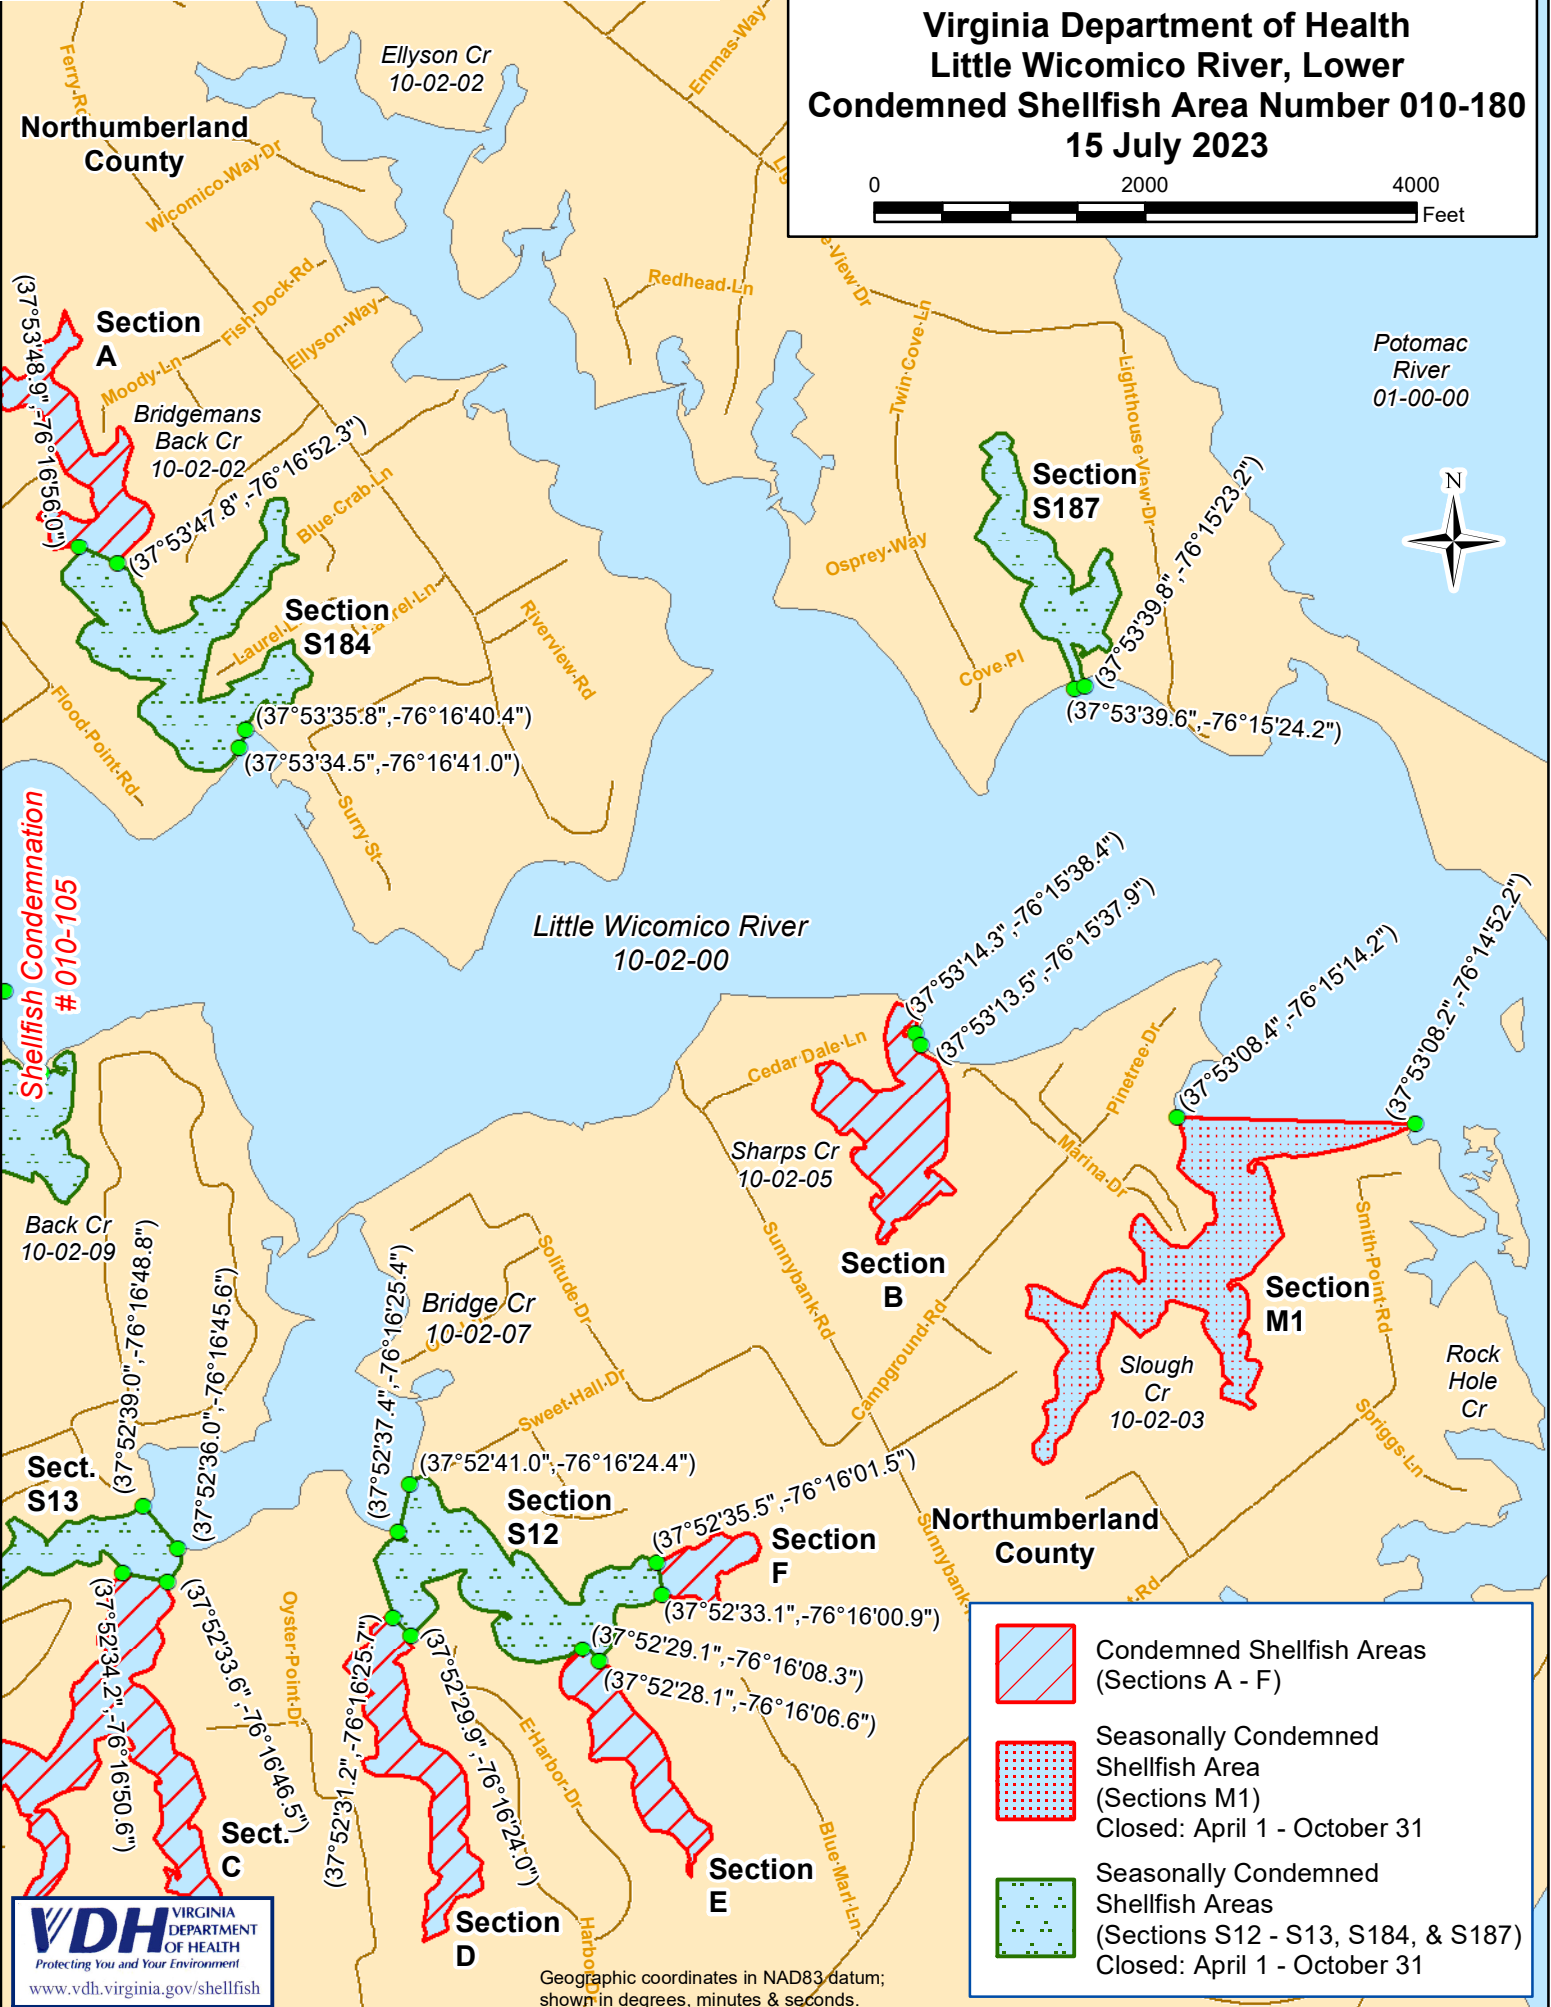 Virginia Department of Health
Little Wicomico River, Lower
Condemned Shellfish Area Number 010-180
15 July 2023
0 2000 4000
Feet
Ferry Rd
Ellyson Cr
10-02-02
Emmas Way
Northumberland
County
Wicomico Way Dr
Fish Dock Rd
Ellyson Way
Redhead Ln
e-View Dr
Twin Cove Ln
Lighthouse View Dr
Potomac
River
01-00-00
Section
A
Moody Ln
Bridgemans
Back Cr
10-02-02
(37°53'48.9",-76°16'56.0")
(37°53'47.8",-76°16'52.3")
Blue Crab Ln
Section
S187
N
(37°53'39.8",-76°15'23.2")
Osprey Way
Section
S184
Laurel Ln
Riverview Rd
Cove Pl
(37°53'39.6",-76°15'24.2")
Flood Point Rd
(37°53'35.8",-76°16'40.4")
(37°53'34.5",-76°16'41.0")
Surry St
Shellfish Condemnation
# 010-105
Little Wicomico River
10-02-00
(37°53'14.3",-76°15'38.4")
(37°53'13.5",-76°15'37.9")
(37°53'08.4",-76°15'14.2")
(37°53'08.2",-76°14'52.2")
Cedar Dale Ln
Pinetree Dr
Marina Dr
Sharps Cr
10-02-05
Back Cr
10-02-09
Solitude Dr
Sunnybank Rd
Smith Point Rd
Section
B
Section
M1
(37°52'39.0",-76°16'48.8")
(37°52'36.0",-76°16'45.6")
(37°52'37.4",-76°16'25.4")
Bridge Cr
10-02-07
Campground Rd
Slough
Cr
10-02-03
Rock
Hole
Cr
Sweet Hall Dr
Spriggs Ln
Sect.
S13
(37°52'41.0",-76°16'24.4")
Section
S12
(37°52'35.5",-76°16'01.5")
Section
F
Northumberland
County
Sunnybank
t-Rd
(37°52'33.1",-76°16'00.9")
(37°52'34.2",-76°16'50.6")
(37°52'33.6",-76°16'46.5")
Oyster Point Dr
(37°52'31.2",-76°16'25.7")
(37°52'29.9",-76°16'24.0")
(37°52'29.1",-76°16'08.3")
(37°52'28.1",-76°16'06.6")
E Harbor Dr
Blue Marl Ln
Harbor Dr
Sect.
C
Section
D
Section
E
Condemned Shellfish Areas
(Sections A - F)
Seasonally Condemned
Shellfish Area
(Sections M1)
Closed: April 1 - October 31
Seasonally Condemned
Shellfish Areas
(Sections S12 - S13, S184, & S187)
Closed: April 1 - October 31
VDH VIRGINIA
DEPARTMENT
OF HEALTH
Protecting You and Your Environment
www.vdh.virginia.gov/shellfish
Geographic coordinates in NAD83 datum;
shown in degrees, minutes & seconds.